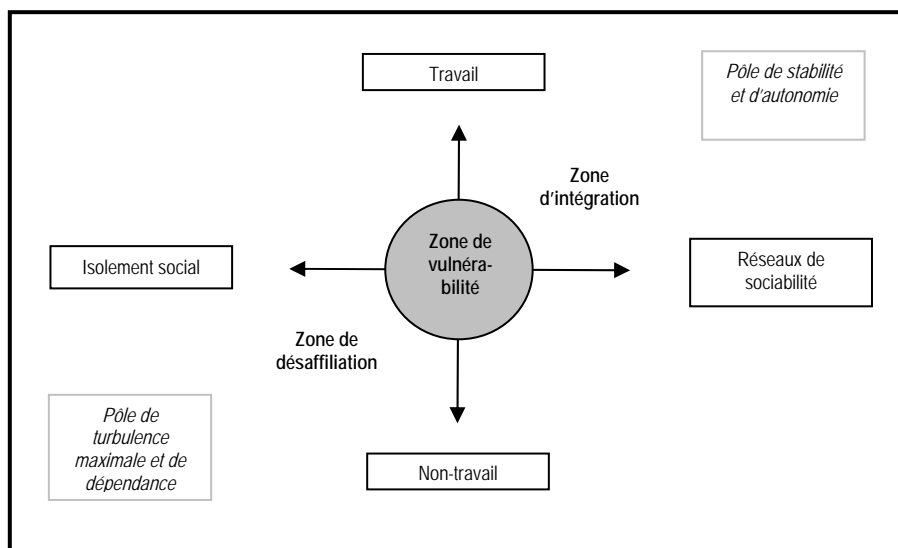 Travail
Pôle de stabilité
et d'autonomie
Zone
d'intégration
Isolement social
Zone de
vulnéra-
bilité
Réseaux de
sociabilité
Zone de
désaffiliation
Pôle de
turbulence
maximale et de
dépendance
Non-travail